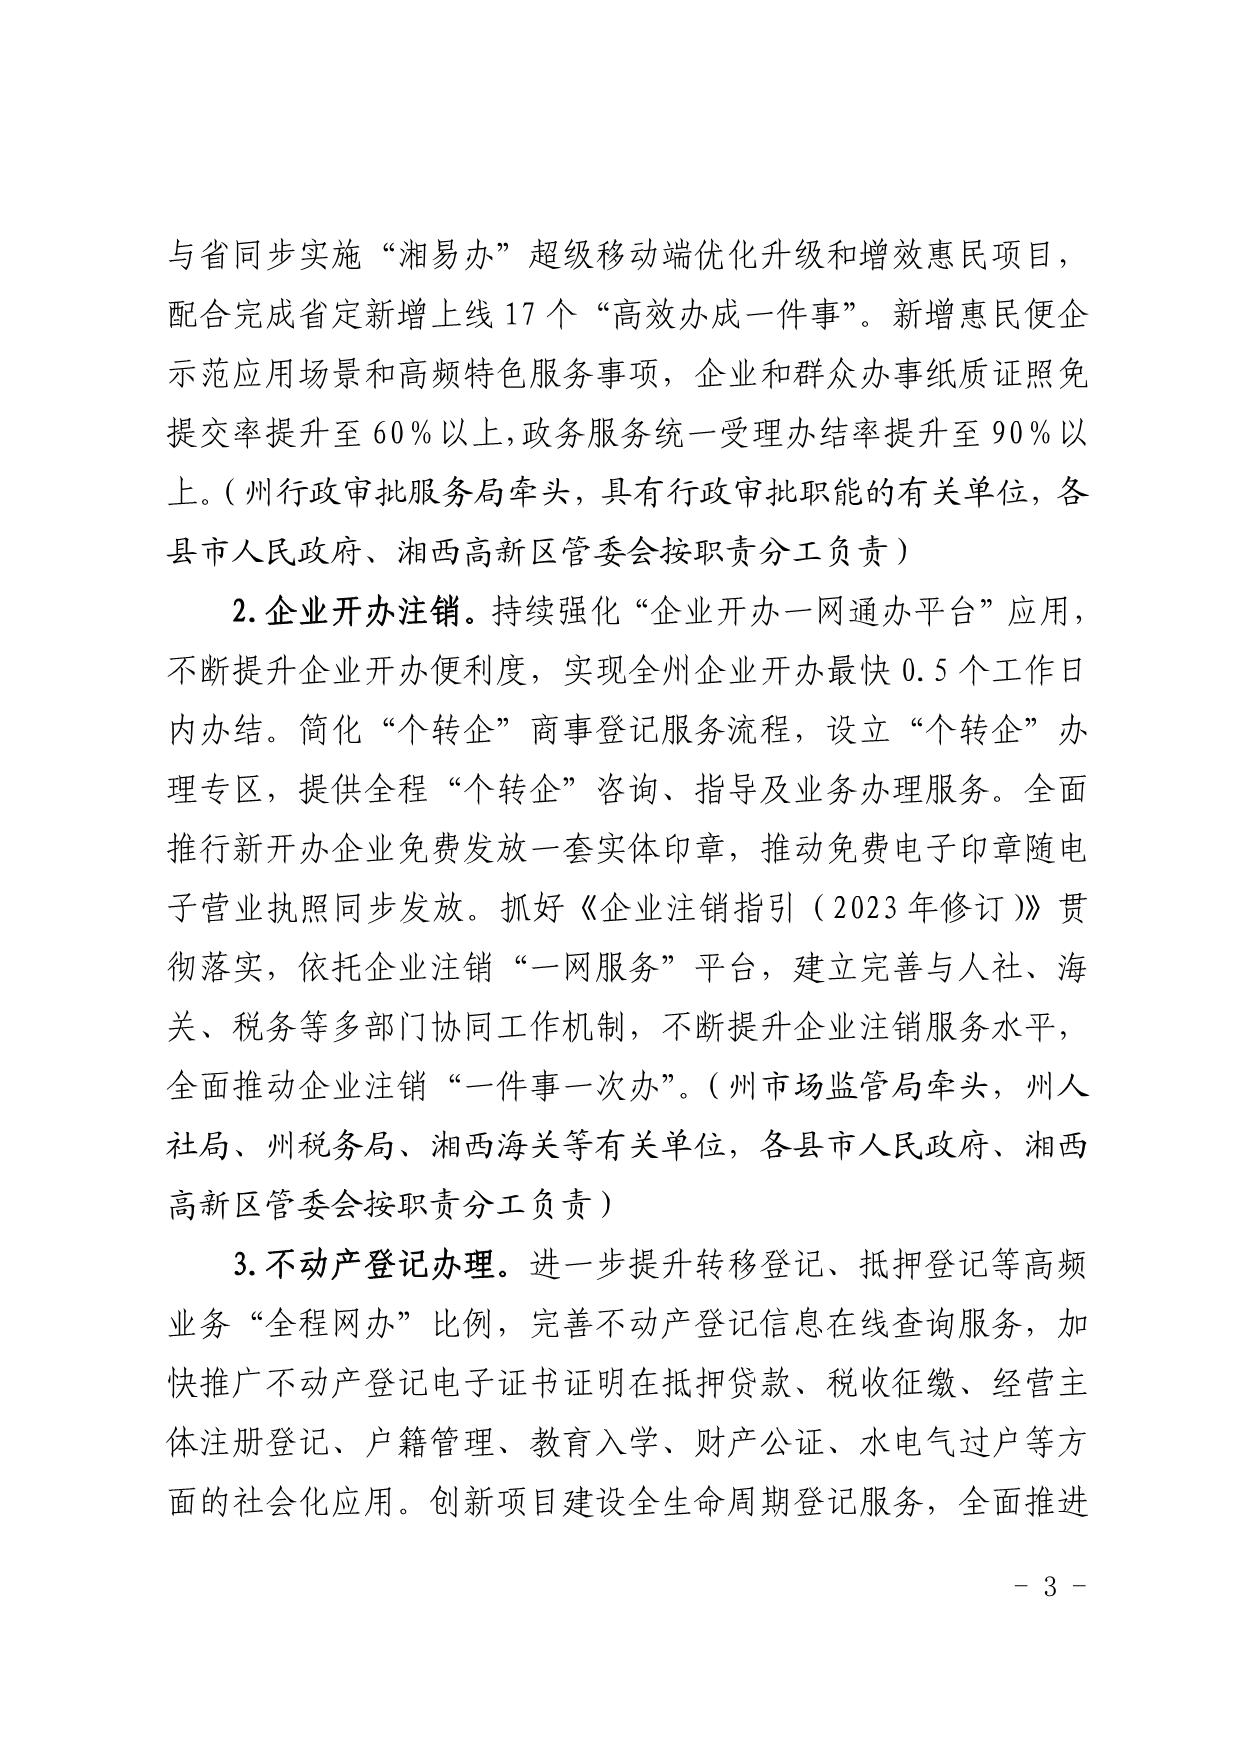 与省同步实施“湘易办”超级移动端优化升级和增效惠民项目，
配合完成省定新增上线 17 个“高效办成一件事”。新增惠民便企
示范应用场景和高频特色服务事项，企业和群众办事纸质证照免
提交率提升至 60%以上，政务服务统一受理办结率提升至 90%以
上。（州行政审批服务局牵头，具有行政审批职能的有关单位，各
县市人民政府、湘西高新区管委会按职责分工负责）
2.企业开办注销。持续强化“企业开办一网通办平台”应用，
不断提升企业开办便利度，实现全州企业开办最快 0.5 个工作日
内办结。简化“个转企”商事登记服务流程，设立“个转企”办
理专区，提供全程“个转企”咨询、指导及业务办理服务。全面
推行新开办企业免费发放一套实体印章，推动免费电子印章随电
子营业执照同步发放。抓好《企业注销指引（2023 年修订）》贯
彻落实，依托企业注销“一网服务”平台，建立完善与人社、海
关、税务等多部门协同工作机制，不断提升企业注销服务水平，
全面推动企业注销“一件事一次办”。（州市场监管局牵头，州人
社局、州税务局、湘西海关等有关单位，各县市人民政府、湘西
高新区管委会按职责分工负责）
3.不动产登记办理。进一步提升转移登记、抵押登记等高频
业务“全程网办”比例，完善不动产登记信息在线查询服务，加
快推广不动产登记电子证书证明在抵押贷款、税收征缴、经营主
体注册登记、户籍管理、教育入学、财产公证、水电气过户等方
面的社会化应用。创新项目建设全生命周期登记服务，全面推进
- 3 -